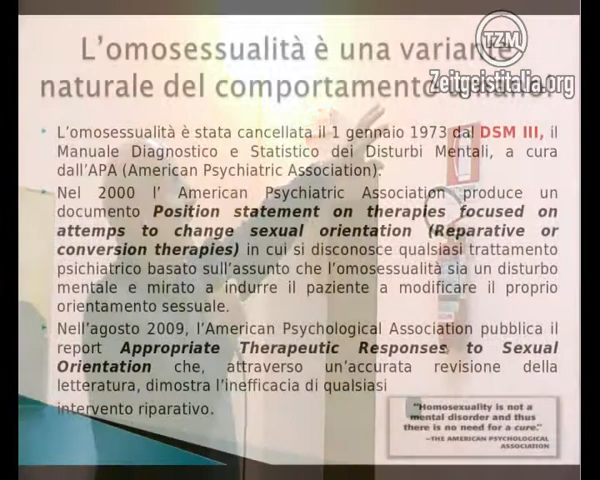 TZM
Zeitgeistitalia.org
L'omosessualità è una variante
naturale del comportamento umano.
L'omosessualità è stata cancellata il 1 gennaio 1973 dal DSM III, il
Manuale Diagnostico e Statistico dei Disturbi Mentali, a cura
dall'APA (American Psychiatric Association).
Nel 2000 l' American Psychiatric Association produce un
documento Position statement on therapies focused on
attemps to change sexual orientation (Reparative or
conversion therapies) in cui si disconosce qualsiasi trattamento
psichiatrico basato sull'assunto che l'omosessualità sia un disturbo
mentale e mirato a indurre il paziente a modificare il proprio
orientamento sessuale.
Nell'agosto 2009, l'American Psychological Association pubblica il
report Appropriate Therapeutic Responses to Sexual
Orientation che, attraverso un'accurata revisione della
letteratura, dimostra l'inefficacia di qualsiasi
intervento riparativo.
"Homosexuality is not a
mental disorder and thus
there is no need for a cure."
—THE AMERICAN PSYCHOLOGICAL
ASSOCIATION